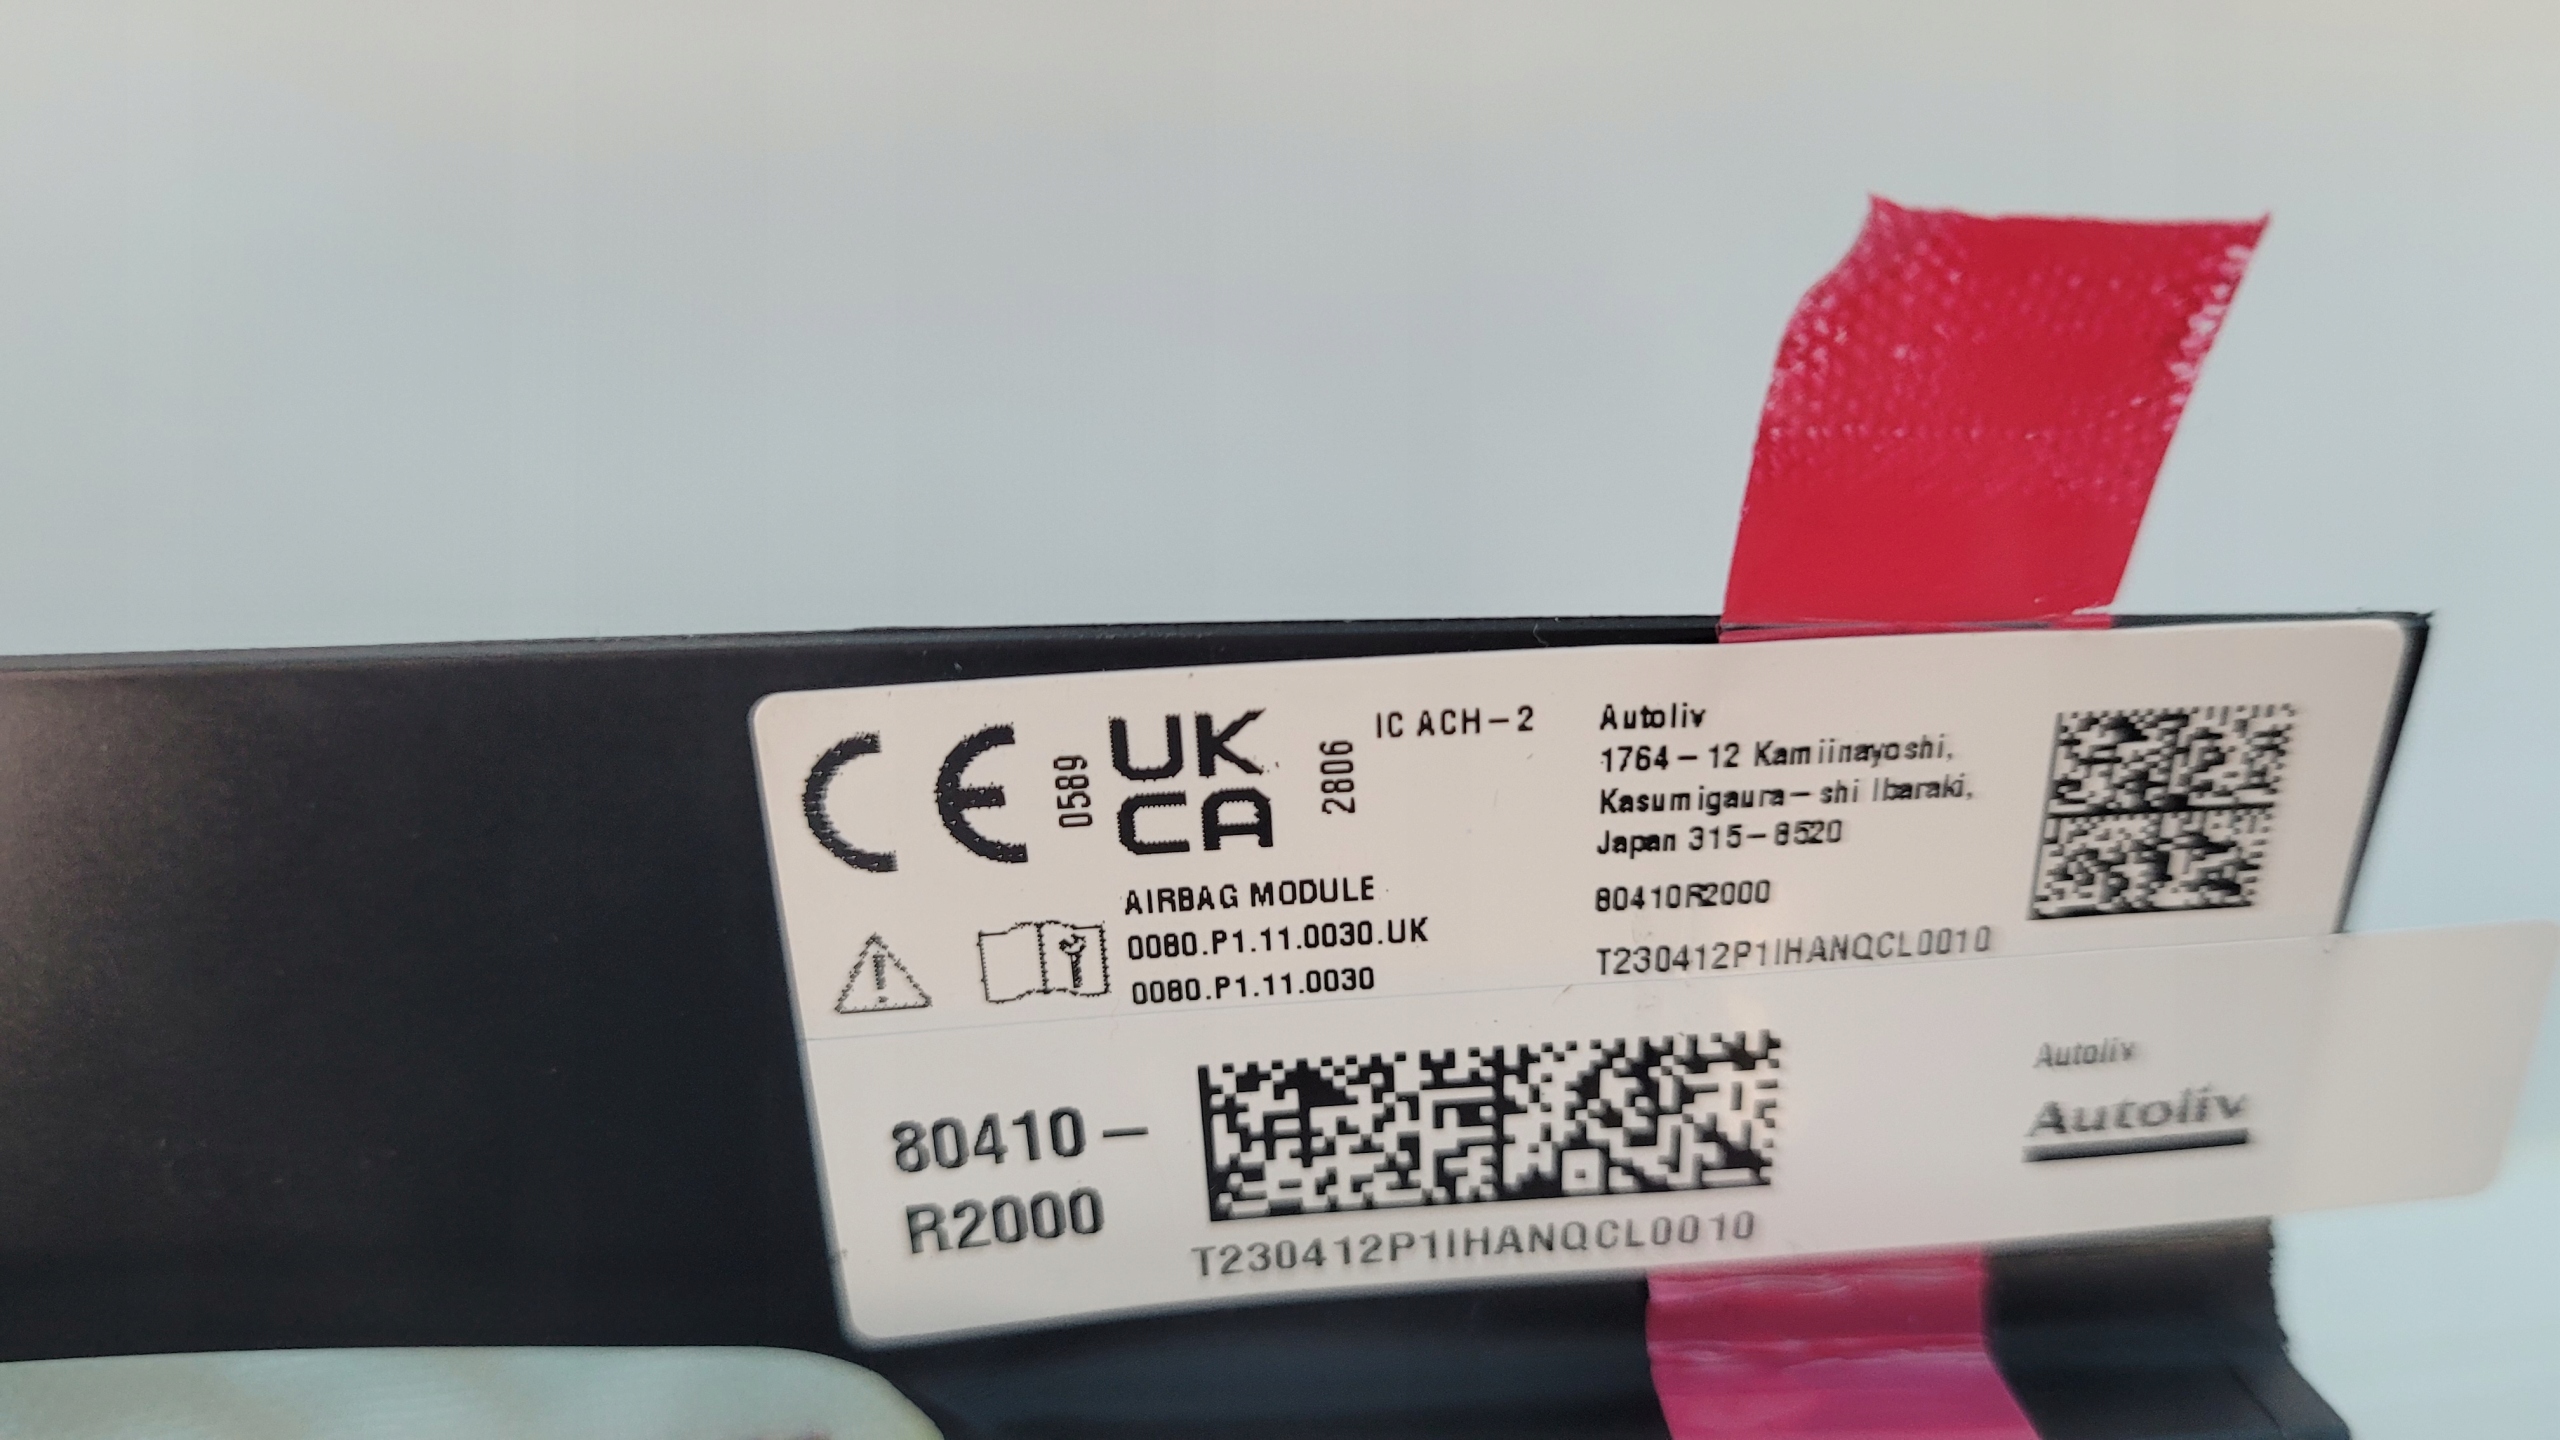 CE 0589 UK CA 2806 IC ACH-2
AIRBAG MODULE
0080.P1.11.0030.UK
0080.P1.11.0030
Autoliv
1764-12 Kamiinayoshi,
Kasumigaura-shi Ibaraki,
Japan 315-8520
80410R2000
T230412P1IHANQCL0010
80410-
R2000
T230412P1IHANQCL0010
Autoliv
Autoliv